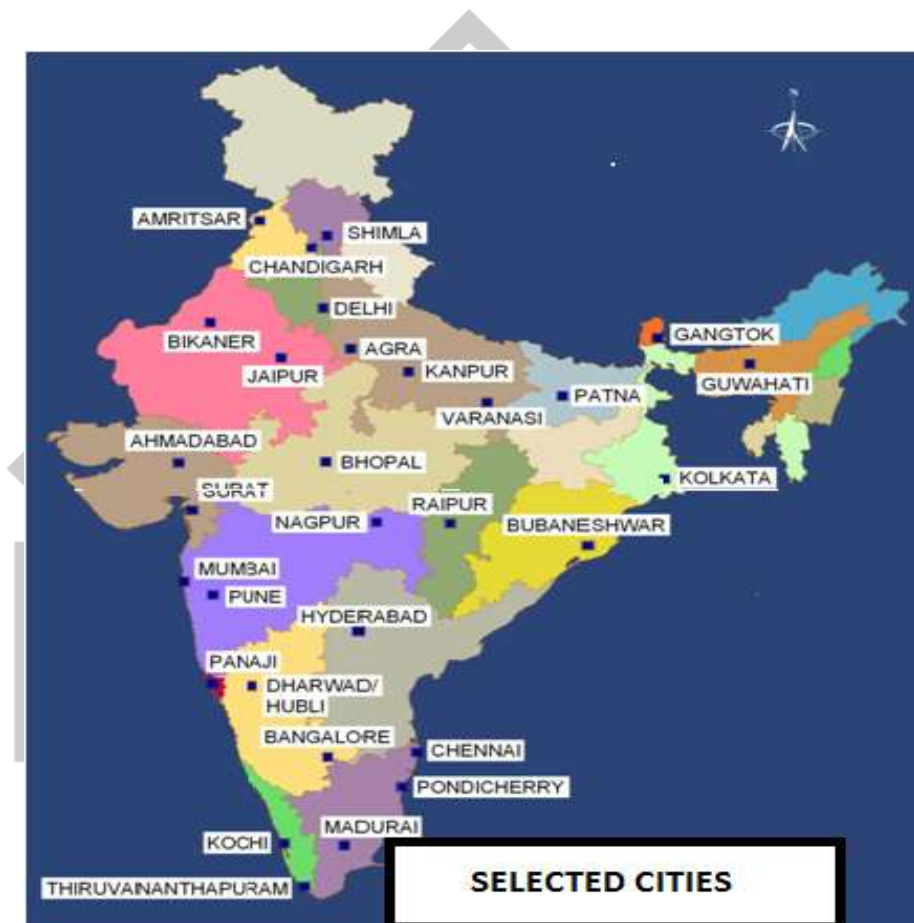 N
AMRITSAR
SHIMLA
CHANDIGARH
DELHI
BIKANER
AGRA
GANGTOK
JAIPUR
KANPUR
GUWAHATI
PATNA
VARANASI
AHMADABAD
BHOPAL
KOLKATA
SURAT
RAIPUR
NAGPUR
BUBANESHWAR
MUMBAI
PUNE
HYDERABAD
PANAJI
DHARWAD/
HUBLI
BANGALORE
CHENNAI
PONDICHERRY
MADURAI
KOCHI
THIRUVAINANTHAPURAM
SELECTED CITIES